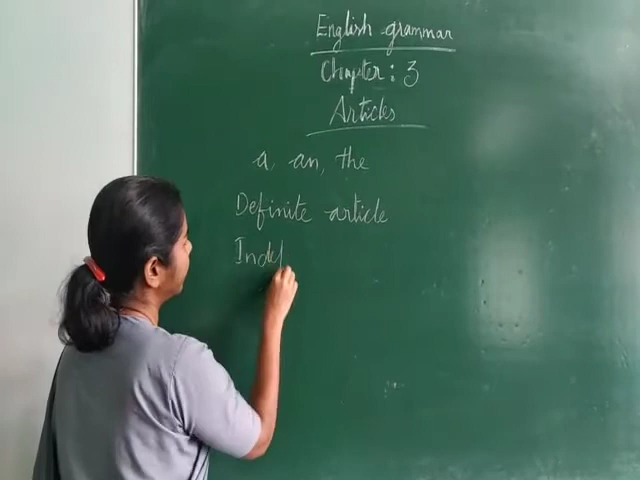 English grammar
Chapter : 3
Articles
a, an, the
Definite article
Indef